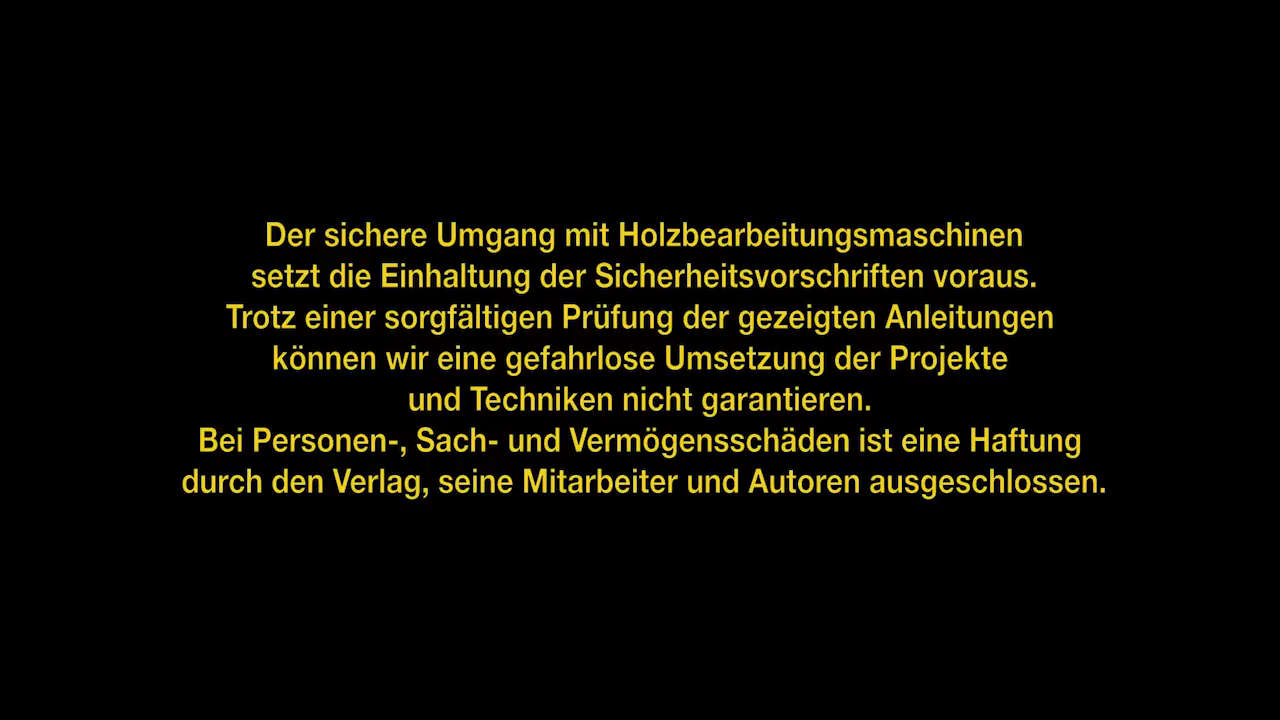 Der sichere Umgang mit Holzbearbeitungsmaschinen
setzt die Einhaltung der Sicherheitsvorschriften voraus.
Trotz einer sorgfältigen Prüfung der gezeigten Anleitungen
können wir eine gefahrlose Umsetzung der Projekte
und Techniken nicht garantieren.
Bei Personen-, Sach- und Vermögensschäden ist eine Haftung
durch den Verlag, seine Mitarbeiter und Autoren ausgeschlossen.